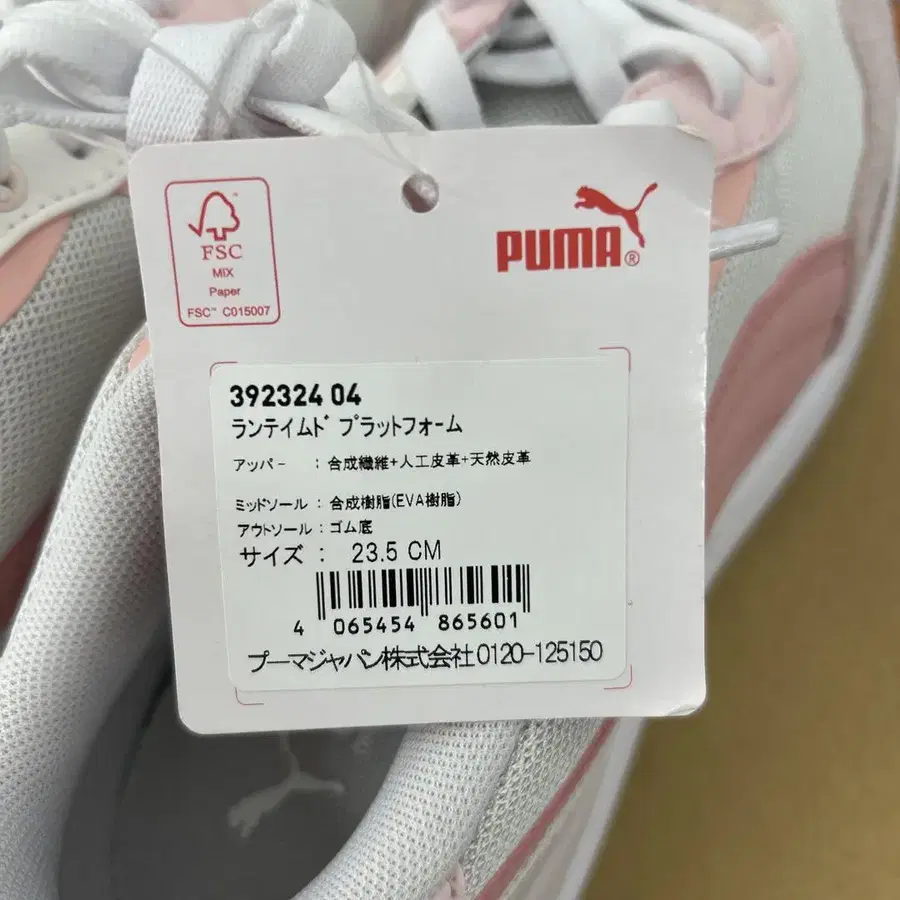 FSC
MIX
Paper
FSC™ C015007
PUMA®
392324 04
ランテイムド プラットフォーム
アッパー : 合成繊維+人工皮革+天然皮革
ミッドソール : 合成樹脂(EVA樹脂)
アウトソール : ゴム底
サイズ : 23.5 CM
4 065454 865601
プーマジャパン株式会社 0120-125150